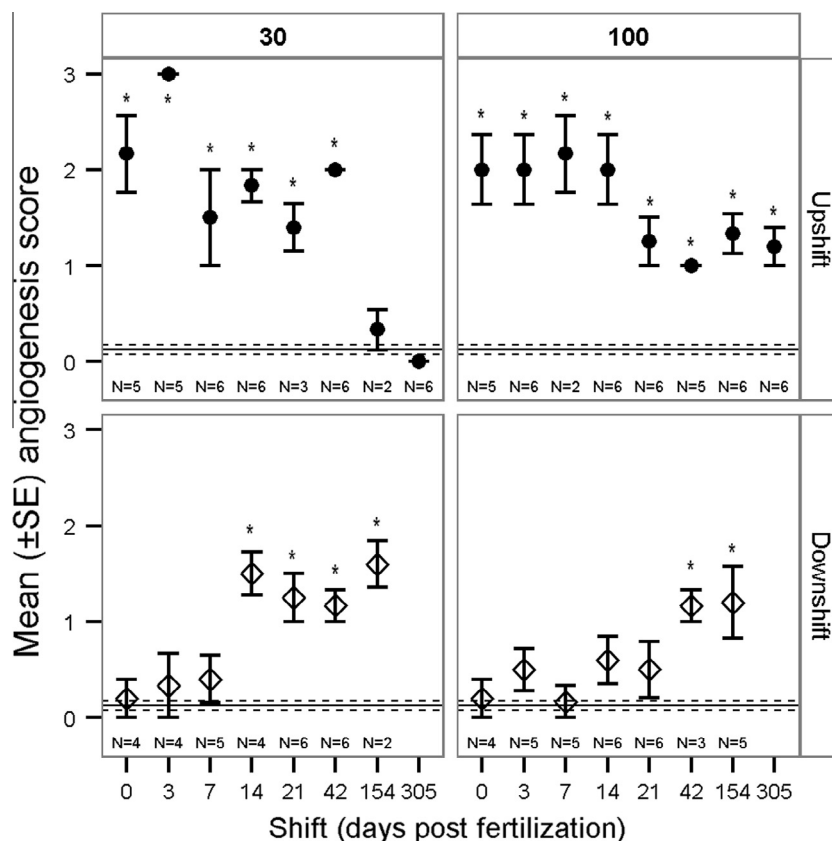 30
100
Mean (±SE) angiogenesis score
3
2
1
0
* * * * * *
N=5 N=5 N=6 N=6 N=3 N=6 N=2 N=6
* * * * * * * *
N=5 N=6 N=2 N=6 N=6 N=5 N=6 N=6
Upshift
3
2
1
0
* * * *
N=4 N=4 N=5 N=4 N=6 N=6 N=2
* *
N=4 N=5 N=5 N=6 N=6 N=3 N=5
Downshift
0 3 7 14 21 42 154 305
0 3 7 14 21 42 154 305
Shift (days post fertilization)